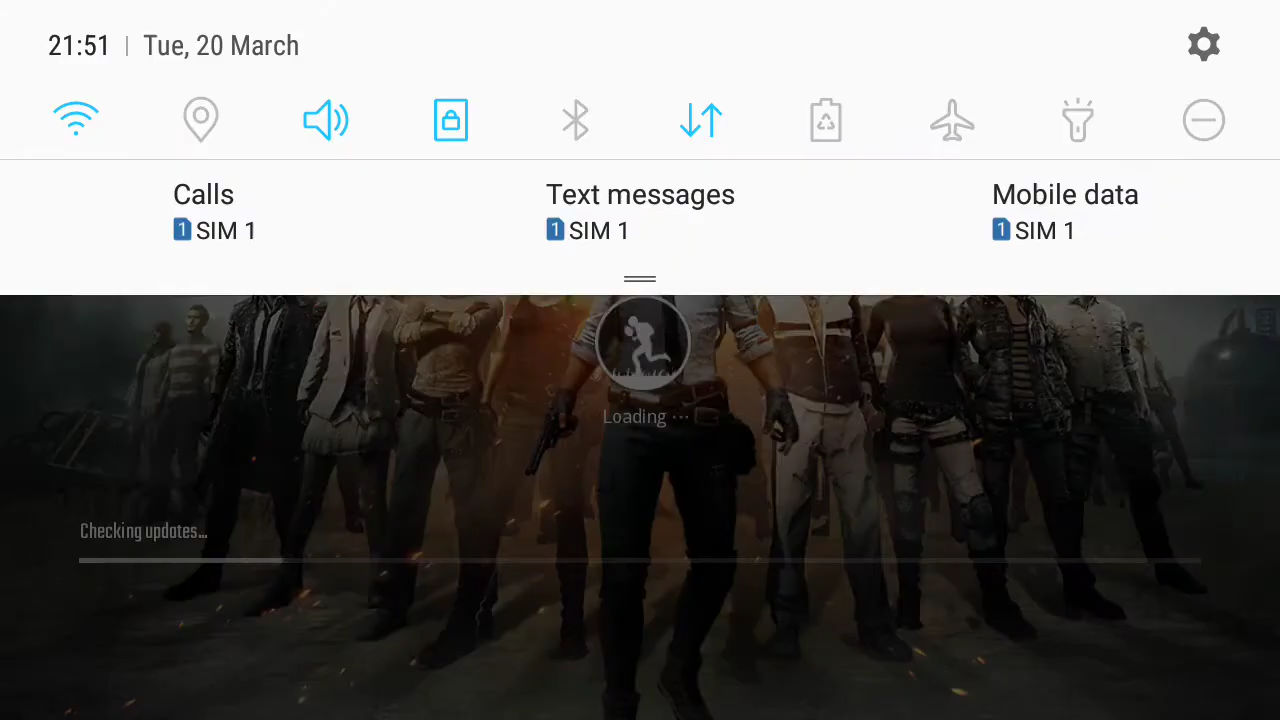 21:51 | Tue, 20 March
Calls
1 SIM 1
Text messages
1 SIM 1
Mobile data
1 SIM 1
Loading ···
Checking updates...